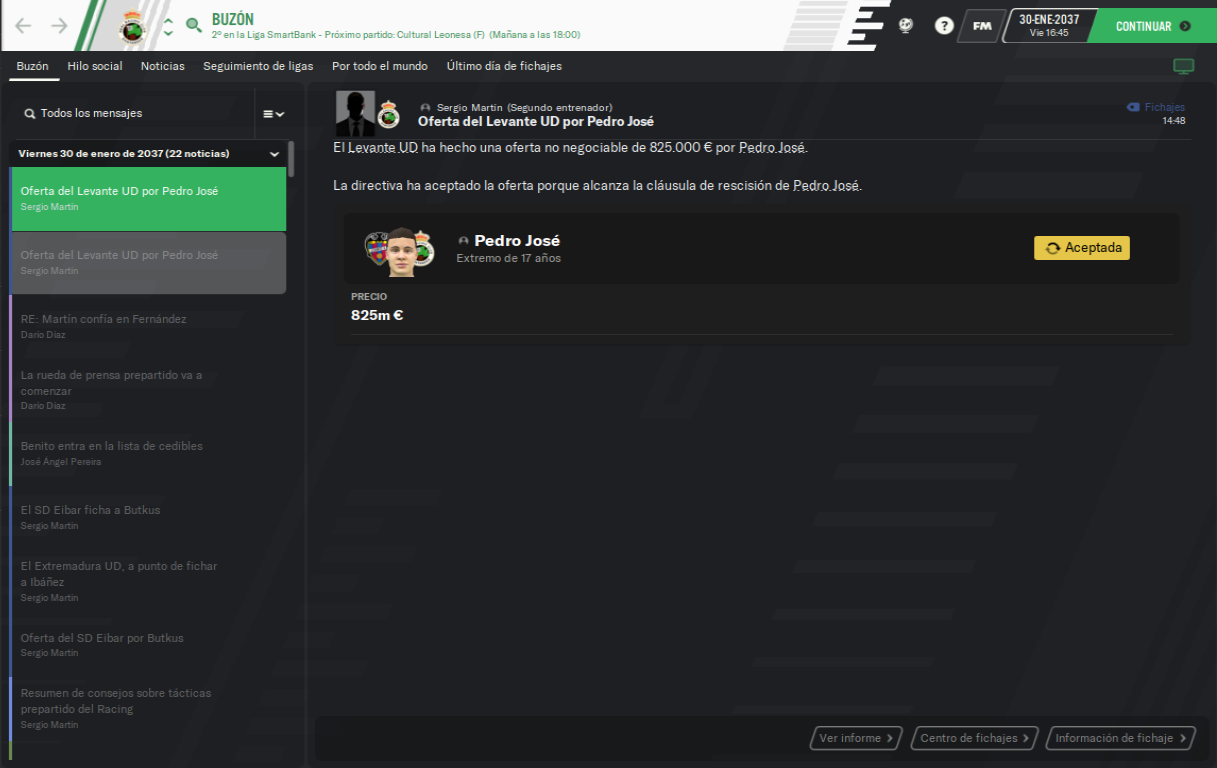 BUZÓN
2º en la Liga SmartBank - Próximo partido: Cultural Leonesa (F) (Mañana a las 18:00)
?
FM
30-ENE-2037
Vie 16:45
CONTINUAR
Buzón Hilo social Noticias Seguimiento de ligas Por todo el mundo Último día de fichajes
Todos los mensajes
Viernes 30 de enero de 2037 (22 noticias)
Oferta del Levante UD por Pedro José
Sergio Martín
Oferta del Levante UD por Pedro José
Sergio Martín
RE: Martín confía en Fernández
Darío Díaz
La rueda de prensa prepartido va a
comenzar
Darío Díaz
Benito entra en la lista de cedibles
José Ángel Pereira
El SD Eibar ficha a Butkus
Sergio Martín
El Extremadura UD, a punto de fichar
a Ibáñez
Sergio Martín
Oferta del SD Eibar por Butkus
Sergio Martín
Resumen de consejos sobre tácticas
prepartido del Racing
Sergio Martín
Sergio Martín (Segundo entrenador)
Oferta del Levante UD por Pedro José
Fichajes
14:48
El Levante UD ha hecho una oferta no negociable de 825.000 € por Pedro José.
La directiva ha aceptado la oferta porque alcanza la cláusula de rescisión de Pedro José.
Pedro José
Extremo de 17 años
Aceptada
PRECIO
825m €
Ver informe
Centro de fichajes
Información de fichaje